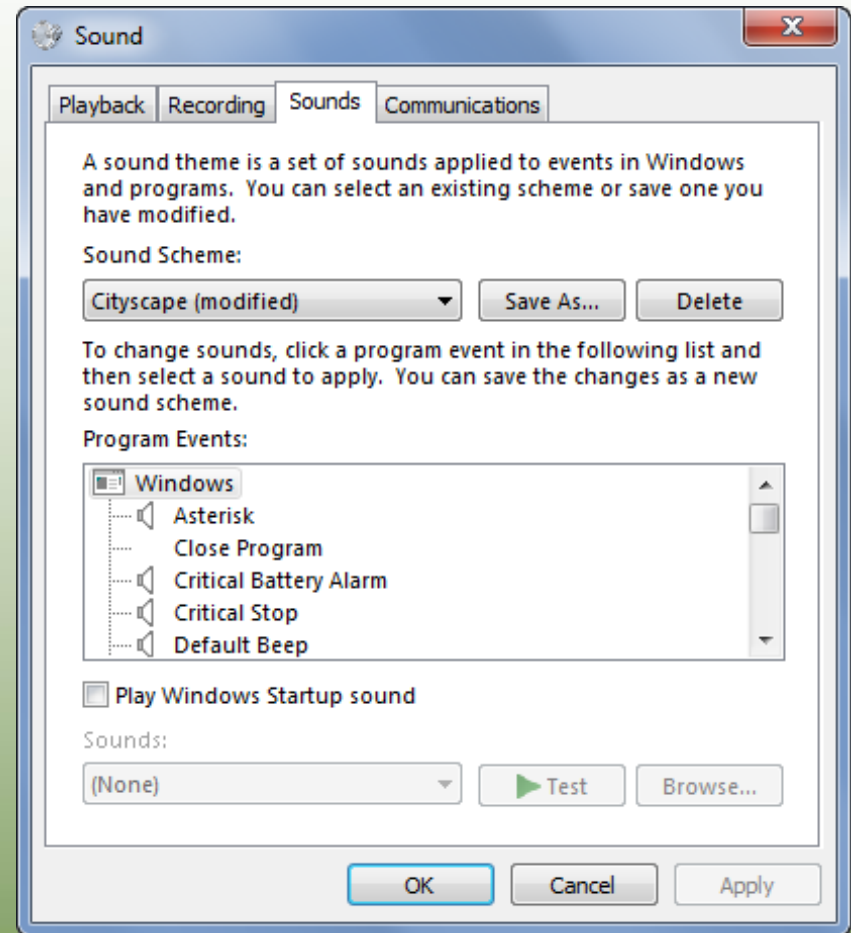 Sound
Playback Recording Sounds Communications
A sound theme is a set of sounds applied to events in Windows
and programs. You can select an existing scheme or save one you
have modified.
Sound Scheme:
Cityscape (modified) Save As... Delete
To change sounds, click a program event in the following list and
then select a sound to apply. You can save the changes as a new
sound scheme.
Program Events:
Windows
Asterisk
Close Program
Critical Battery Alarm
Critical Stop
Default Beep
Play Windows Startup sound
Sounds:
(None) Test Browse...
OK Cancel Apply